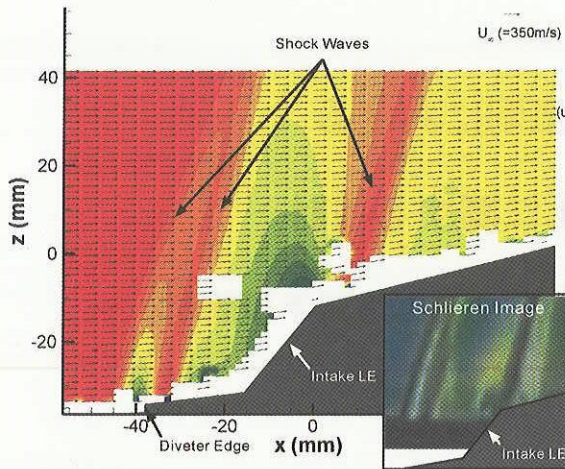 U∞ (=350m/s)
Shock Waves
(u
40
20
0
-20
z (mm)
Schlieren Image
Intake LE
Intake LE
-40
-20
0
Diveter Edge
x (mm)